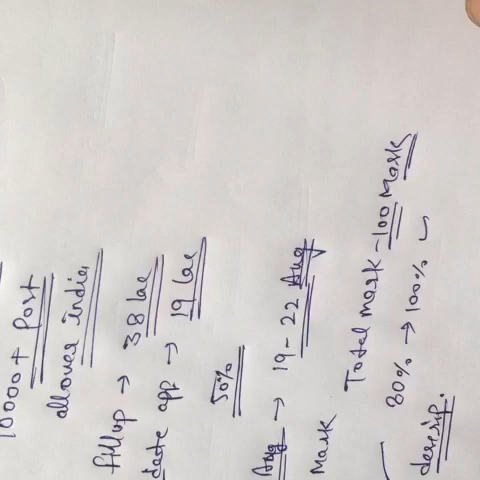 10000+ Post
allover india
fillup → 38 lac
date app → 19 lac
50%
Aug → 19-22 Aug
Mark Total mark - 100 Mark
80% → 100%
descrip.